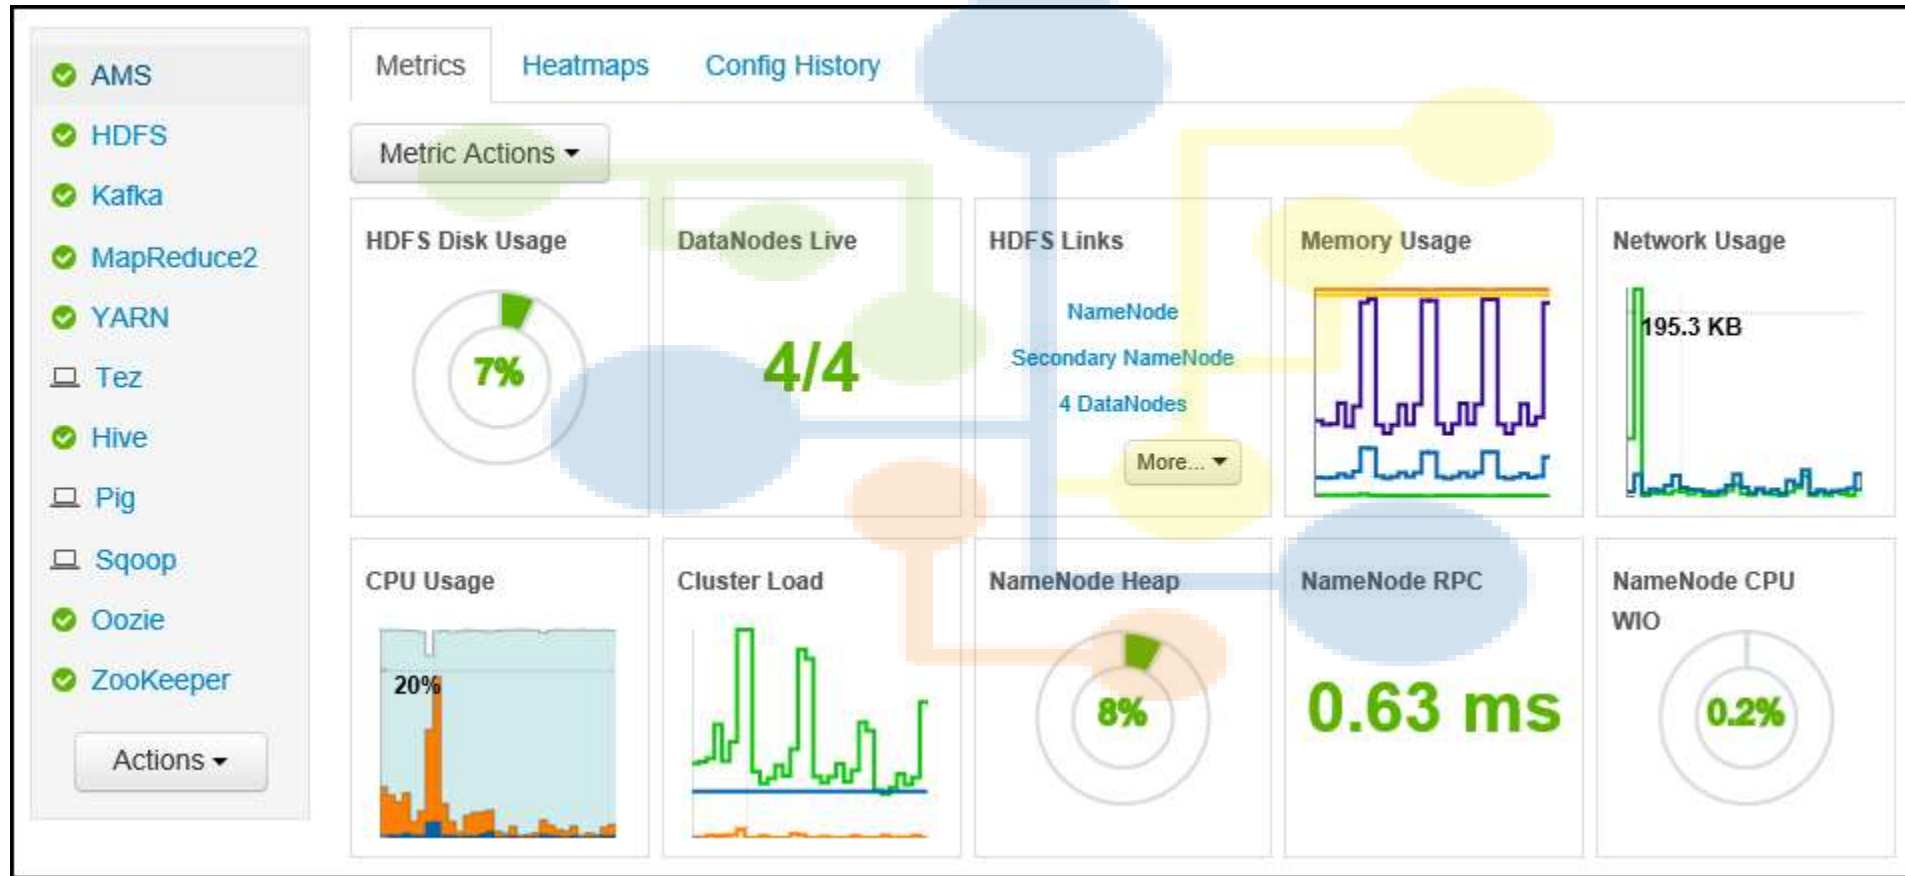 AMS
HDFS
Kafka
MapReduce2
YARN
Tez
Hive
Pig
Sqoop
Oozie
ZooKeeper
Actions
Metrics
Heatmaps
Config History
Metric Actions
HDFS Disk Usage
7%
DataNodes Live
4/4
HDFS Links
NameNode
Secondary NameNode
4 DataNodes
More...
Memory Usage
Network Usage
195.3 KB
CPU Usage
20%
Cluster Load
NameNode Heap
8%
NameNode RPC
0.63 ms
NameNode CPU
WIO
0.2%